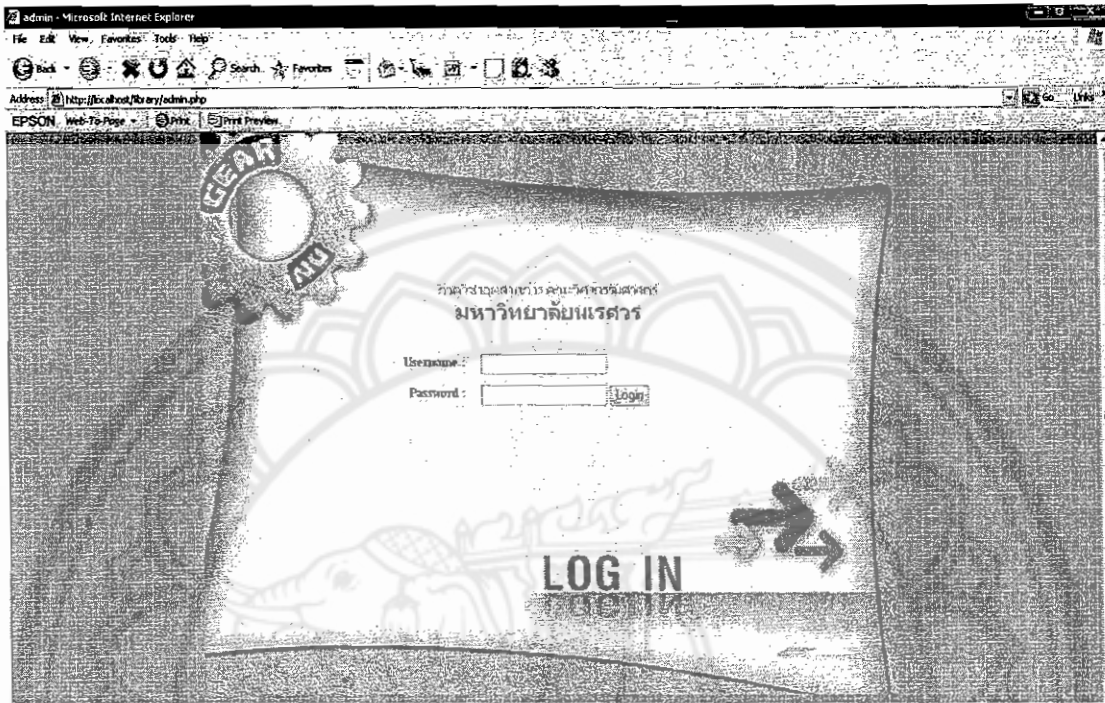 admin - Microsoft Internet Explorer
File Edit View Favorites Tools Help
Back Search Favorites
Address http://localhost/library/admin.php Go Links
EPSON Web-To-Page Print Print Preview
GEAR
NU
มหาวิทยาลัยนเรศวร
Username :
Password : Login
LOG IN